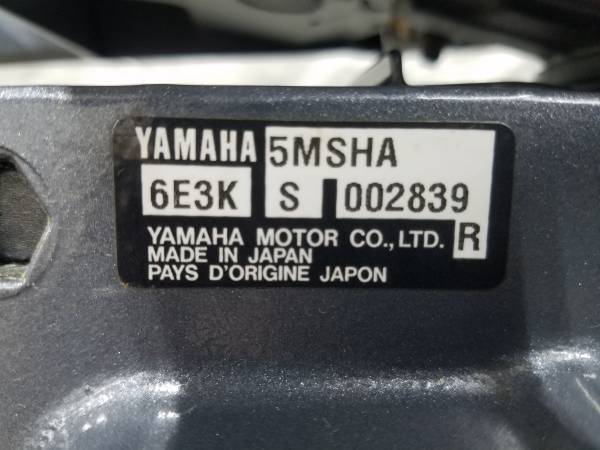 YAMAHA 5MSHA
6E3K S 002839
YAMAHA MOTOR CO., LTD. R
MADE IN JAPAN
PAYS D'ORIGINE JAPON